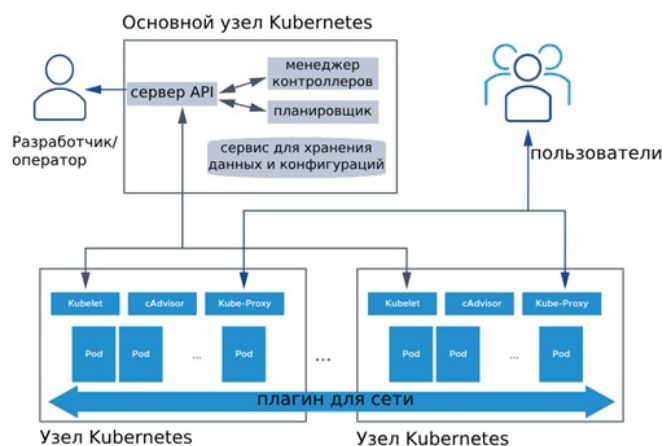 Основной узел Kubernetes
менеджер
контроллеров
сервер API
планировщик
сервис для хранения
данных и конфигураций
Разработчик/
оператор
пользователи
Kubelet
cAdvisor
Kube-Proxy
Pod
Pod
...
Pod
...
Kubelet
cAdvisor
Kube-Proxy
Pod
Pod
...
Pod
плагин для сети
Узел Kubernetes
Узел Kubernetes